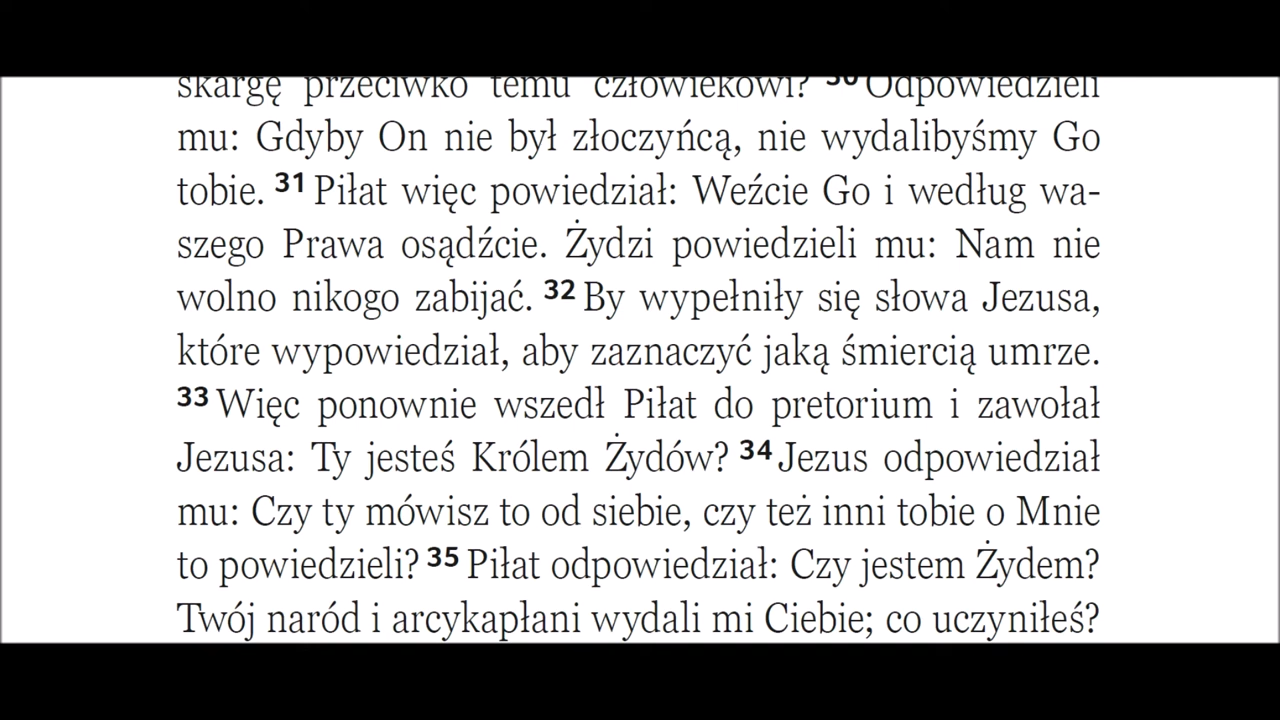 skargę przeciwko temu człowiekowi? 30 Odpowiedzieli
mu: Gdyby On nie był złoczyńcą, nie wydalibyśmy Go
tobie. 31 Piłat więc powiedział: Weźcie Go i według wa-
szego Prawa osądźcie. Żydzi powiedzieli mu: Nam nie
wolno nikogo zabijać. 32 By wypełniły się słowa Jezusa,
które wypowiedział, aby zaznaczyć jaką śmiercią umrze.
33 Więc ponownie wszedł Piłat do pretorium i zawołał
Jezusa: Ty jesteś Królem Żydów? 34 Jezus odpowiedział
mu: Czy ty mówisz to od siebie, czy też inni tobie o Mnie
to powiedzieli? 35 Piłat odpowiedział: Czy jestem Żydem?
Twój naród i arcykapłani wydali mi Ciebie; co uczyniłeś?